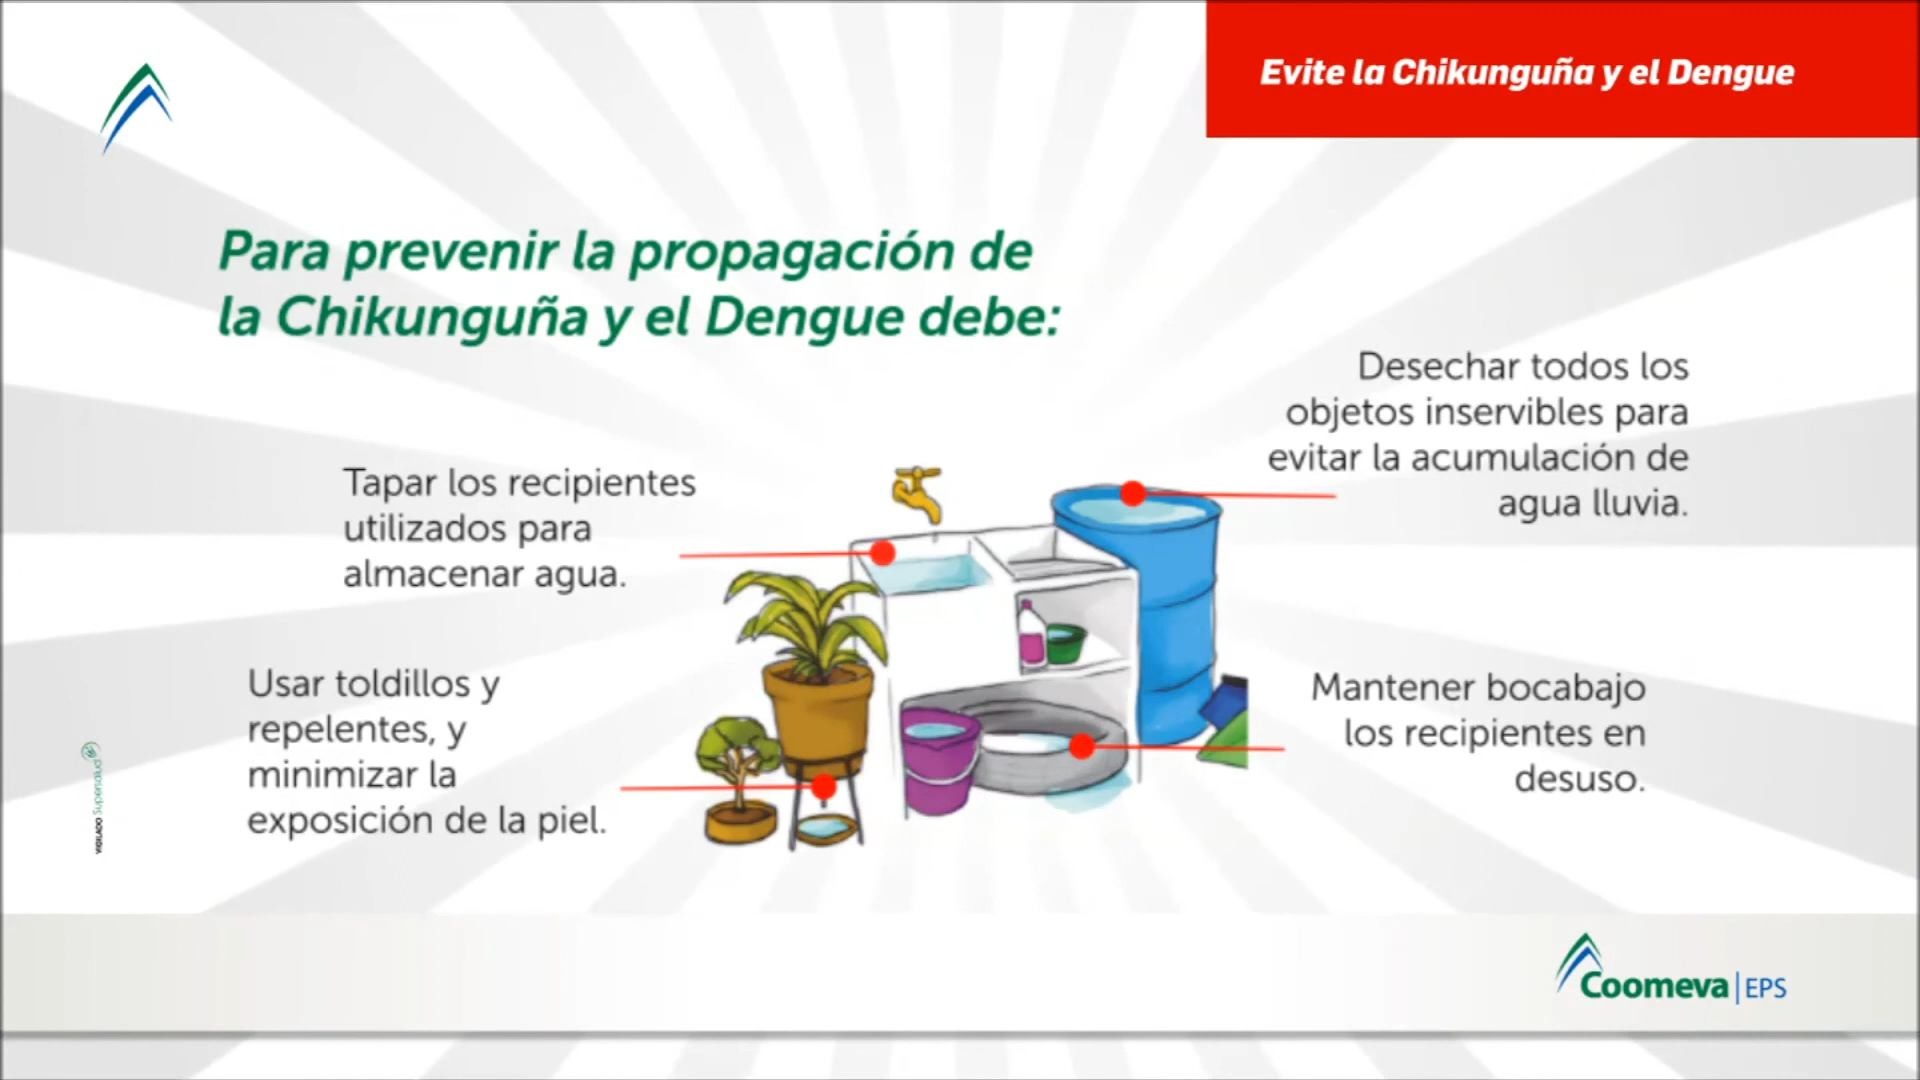 Evite la Chikunguña y el Dengue
Para prevenir la propagación de
la Chikunguña y el Dengue debe:
Tapar los recipientes
utilizados para
almacenar agua.
Desechar todos los
objetos inservibles para
evitar la acumulación de
agua lluvia.
Usar toldillos y
repelentes, y
minimizar la
exposición de la piel.
Mantener bocabajo
los recipientes en
desuso.
VIGILADO Supersalud
Coomeva | EPS